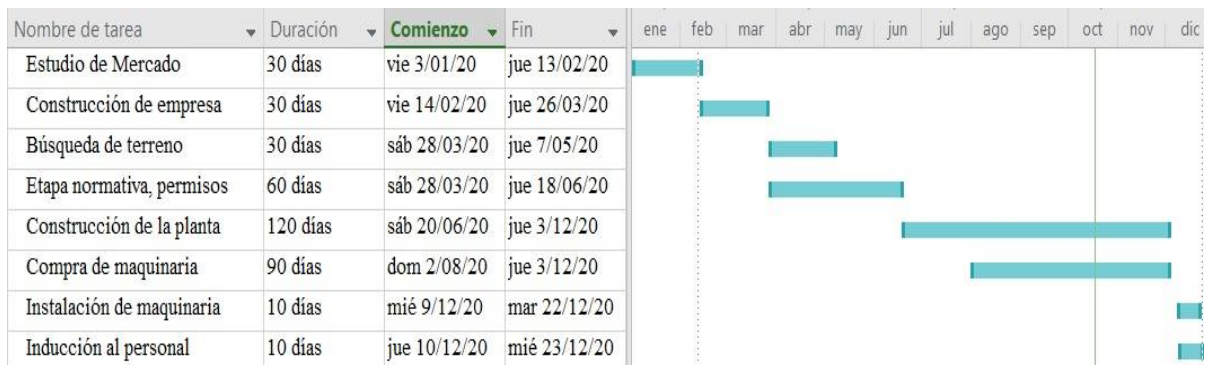 Nombre de tarea Duración Comienzo Fin ene feb mar abr may jun jul ago sep oct nov dic
Estudio de Mercado 30 días vie 3/01/20 jue 13/02/20
Construcción de empresa 30 días vie 14/02/20 jue 26/03/20
Búsqueda de terreno 30 días sáb 28/03/20 jue 7/05/20
Etapa normativa, permisos 60 días sáb 28/03/20 jue 18/06/20
Construcción de la planta 120 días sáb 20/06/20 jue 3/12/20
Compra de maquinaria 90 días dom 2/08/20 jue 3/12/20
Instalación de maquinaria 10 días mié 9/12/20 mar 22/12/20
Inducción al personal 10 días jue 10/12/20 mié 23/12/20